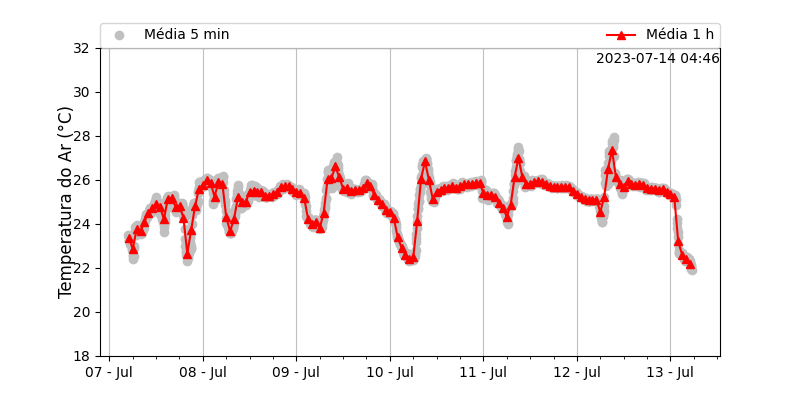 Média 5 min
Média 1 h
2023-07-14 04:46
Temperatura do Ar (°C)
32
30
28
26
24
22
20
18
07 - Jul
08 - Jul
09 - Jul
10 - Jul
11 - Jul
12 - Jul
13 - Jul